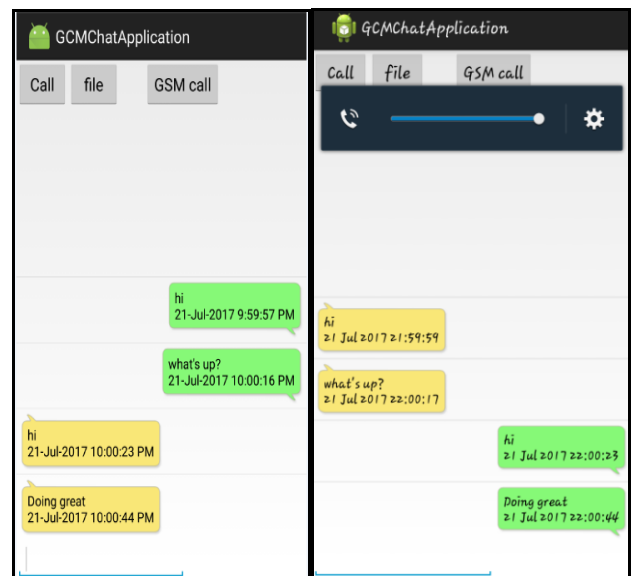 GCMChatApplication
Call file GSM call
hi
21-Jul-2017 9:59:57 PM
what's up?
21-Jul-2017 10:00:16 PM
hi
21-Jul-2017 10:00:23 PM
Doing great
21-Jul-2017 10:00:44 PM
GCMChatApplication
Call file GSM call
hi
21 Jul 2017 21:59:59
what's up?
21 Jul 2017 22:00:17
hi
21 Jul 2017 22:00:23
Doing great
21 Jul 2017 22:00:44